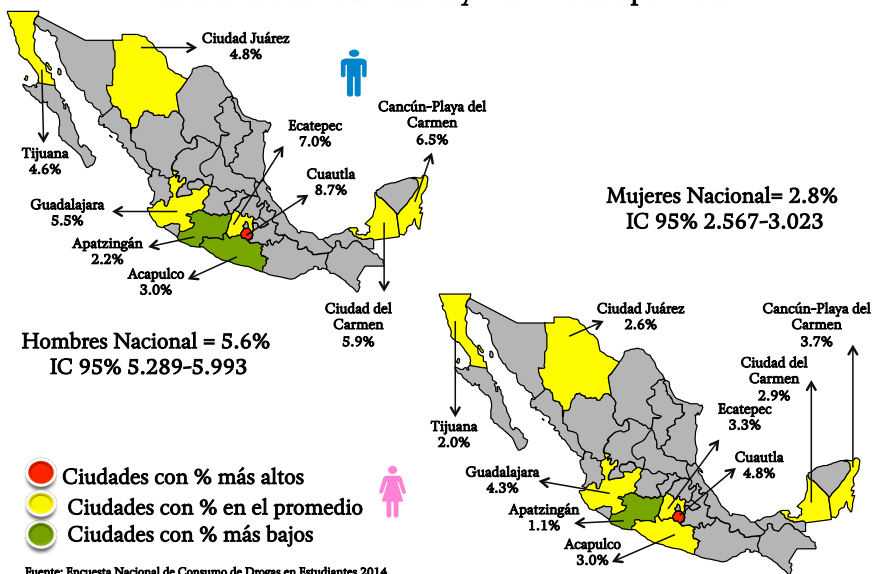 Ciudad Juárez
4.8%
Cancún-Playa del
Carmen
6.5%
Ecatepec
7.0%
Tijuana
4.6%
Cuautla
8.7%
Guadalajara
5.5%
Apatzingán
2.2%
Acapulco
3.0%
Ciudad del
Carmen
5.9%
Mujeres Nacional= 2.8%
IC 95% 2.567-3.023
Hombres Nacional = 5.6%
IC 95% 5.289-5.993
Ciudad Juárez
2.6%
Cancún-Playa del
Carmen
3.7%
Ciudad del
Carmen
2.9%
Ecatepec
3.3%
Tijuana
2.0%
Cuautla
4.8%
Guadalajara
4.3%
Apatzingán
1.1%
Acapulco
3.0%
Ciudades con % más altos
Ciudades con % en el promedio
Ciudades con % más bajos
Fuente: Encuesta Nacional de Consumo de Drogas en Estudiantes 2014